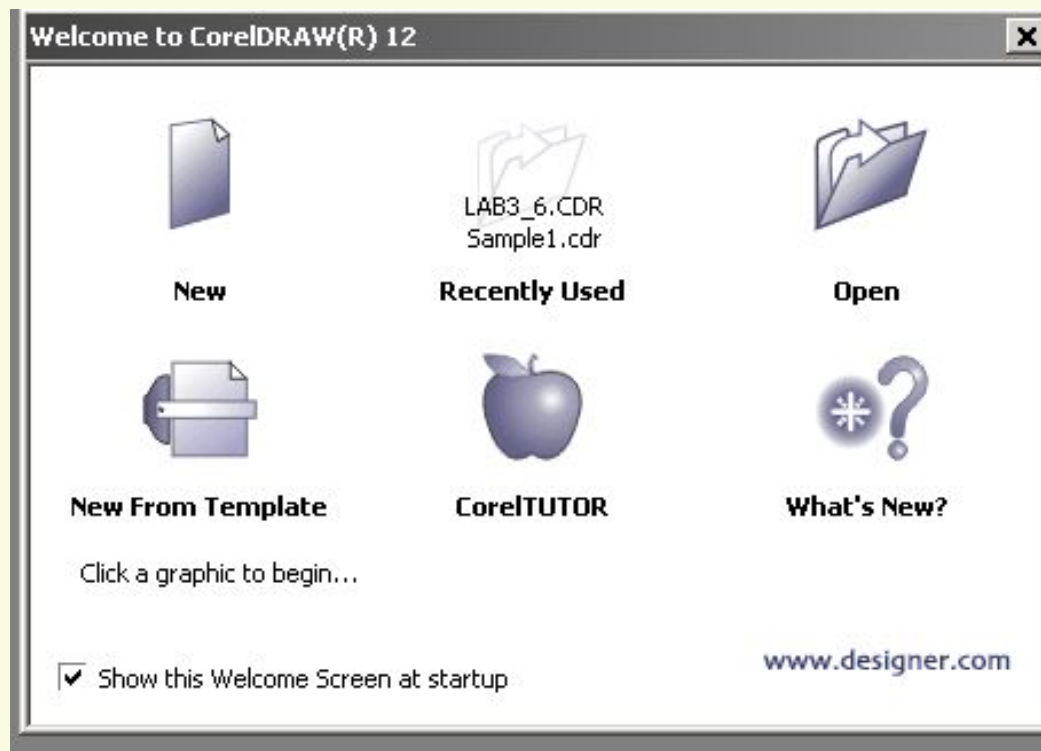 Welcome to CorelDRAW(R) 12
LAB3_6.CDR
Sample1.cdr
New
Recently Used
Open
New From Template
CorelTUTOR
What's New?
Click a graphic to begin...
Show this Welcome Screen at startup
www.designer.com